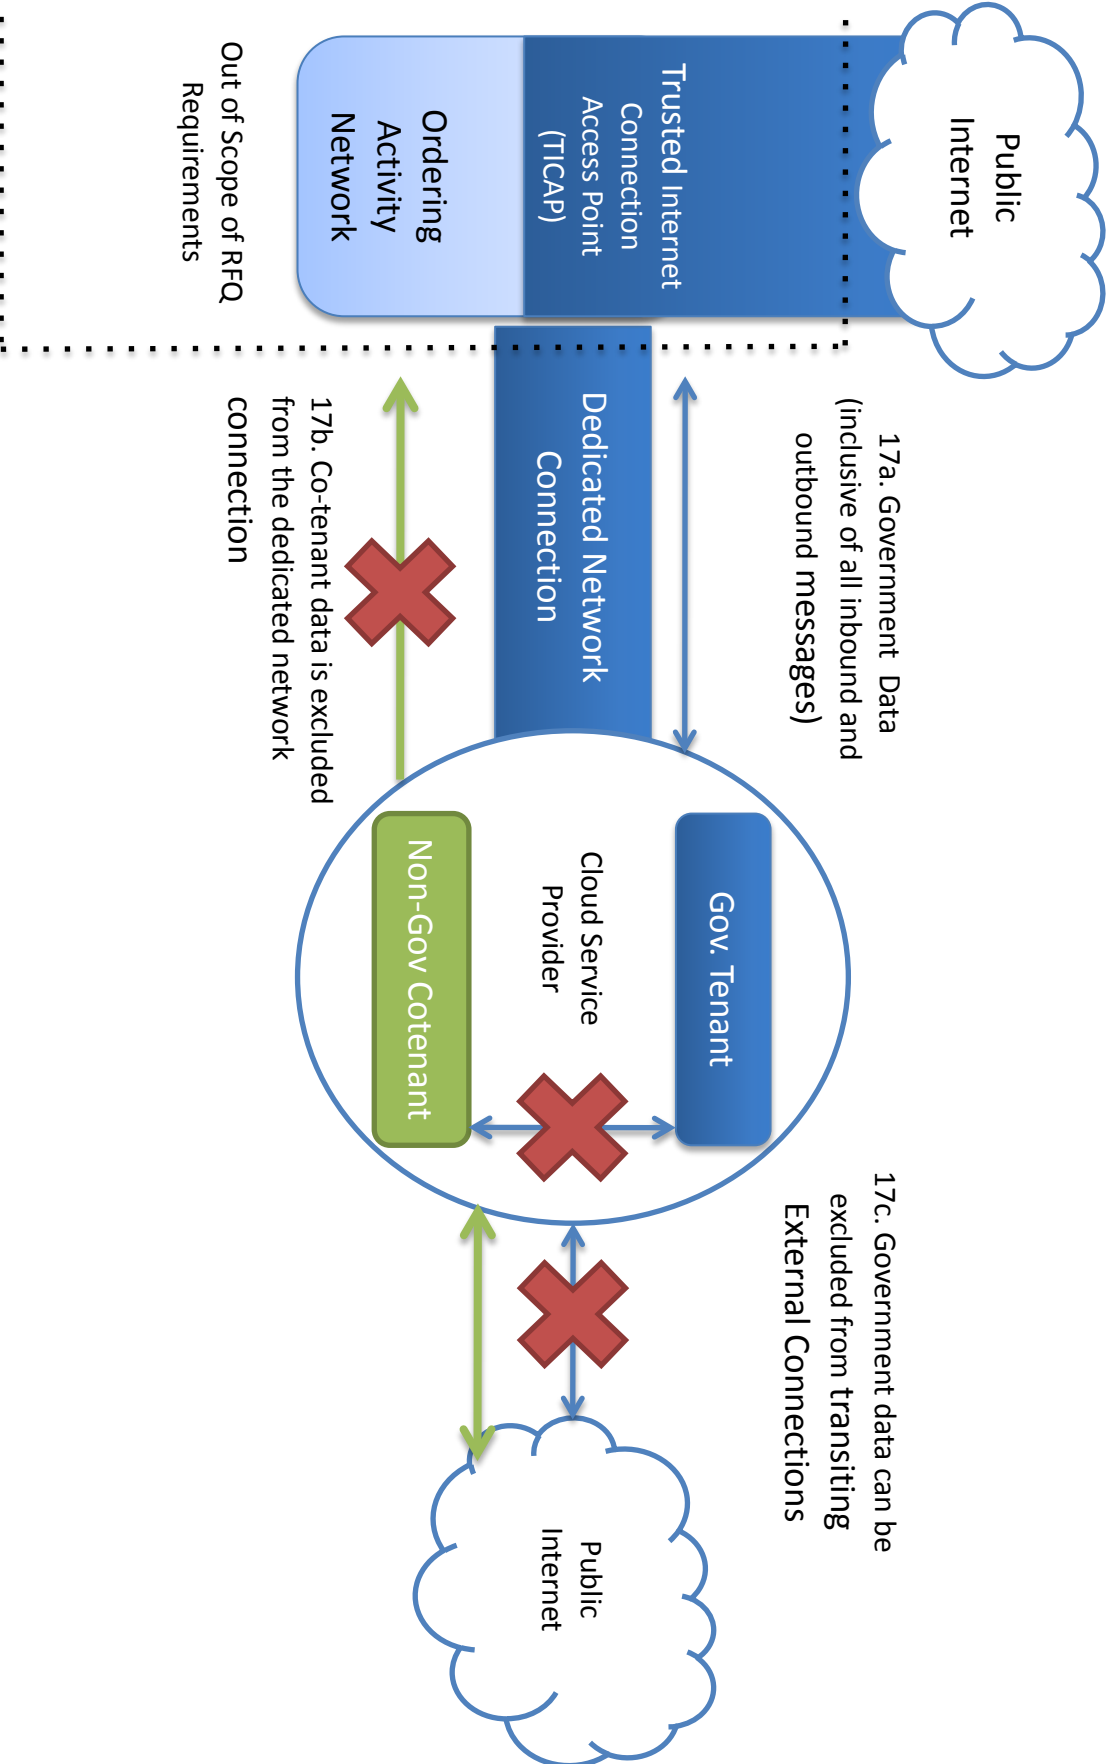 Public
Internet
Trusted Internet
Connection
Access Point
(TICAP)
Ordering
Activity
Network
Out of Scope of RFQ
Requirements
17a. Government Data
(inclusive of all inbound and
outbound messages)
Dedicated Network
Connection
17b. Co-tenant data is excluded
from the dedicated network
connection
Gov. Tenant
Cloud Service
Provider
Non-Gov Cotenant
17c. Government data can be
excluded from transiting
External Connections
Public
Internet